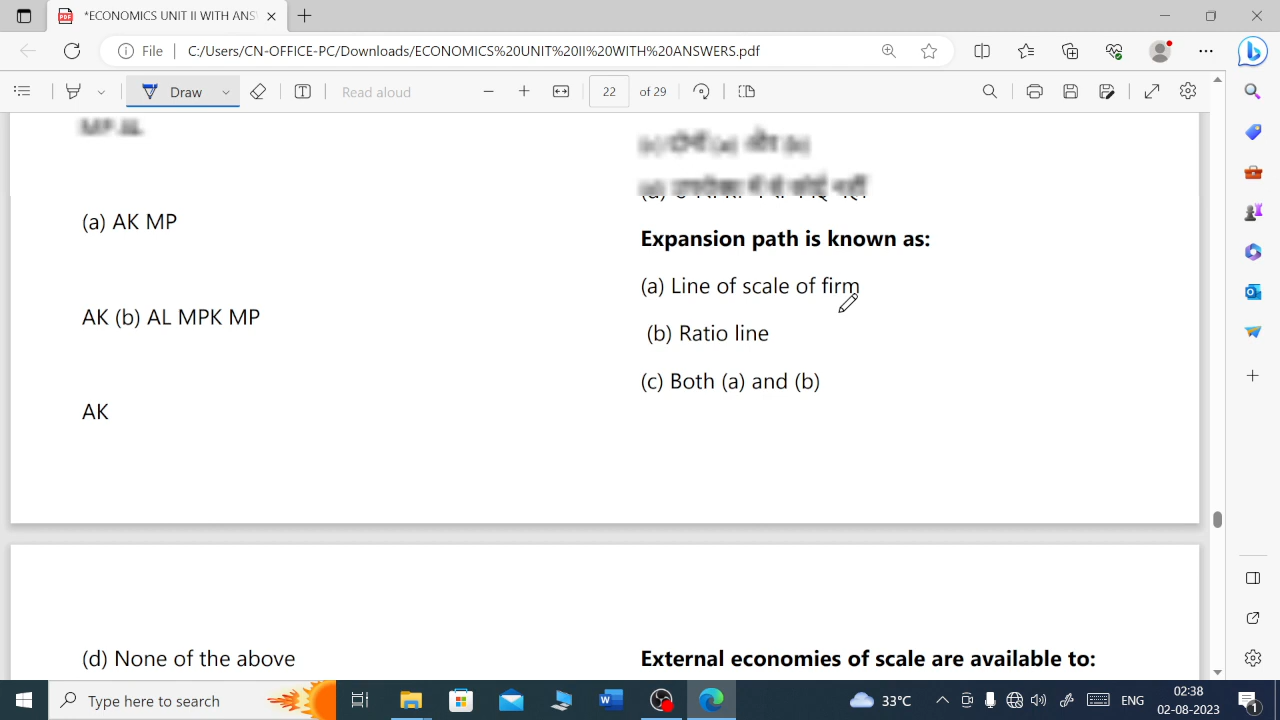 *ECONOMICS UNIT II WITH ANS
File
C:/Users/CN-OFFICE-PC/Downloads/ECONOMICS%20UNIT%20II%20WITH%20ANSWERS.pdf
Draw
Read aloud
22
of 29
(a) AK MP
AK (b) AL MPK MP
AK
Expansion path is known as:
(a) Line of scale of firm
(b) Ratio line
(c) Both (a) and (b)
(d) None of the above
External economies of scale are available to:
Type here to search
33°C
ENG
02:38
02-08-2023
1